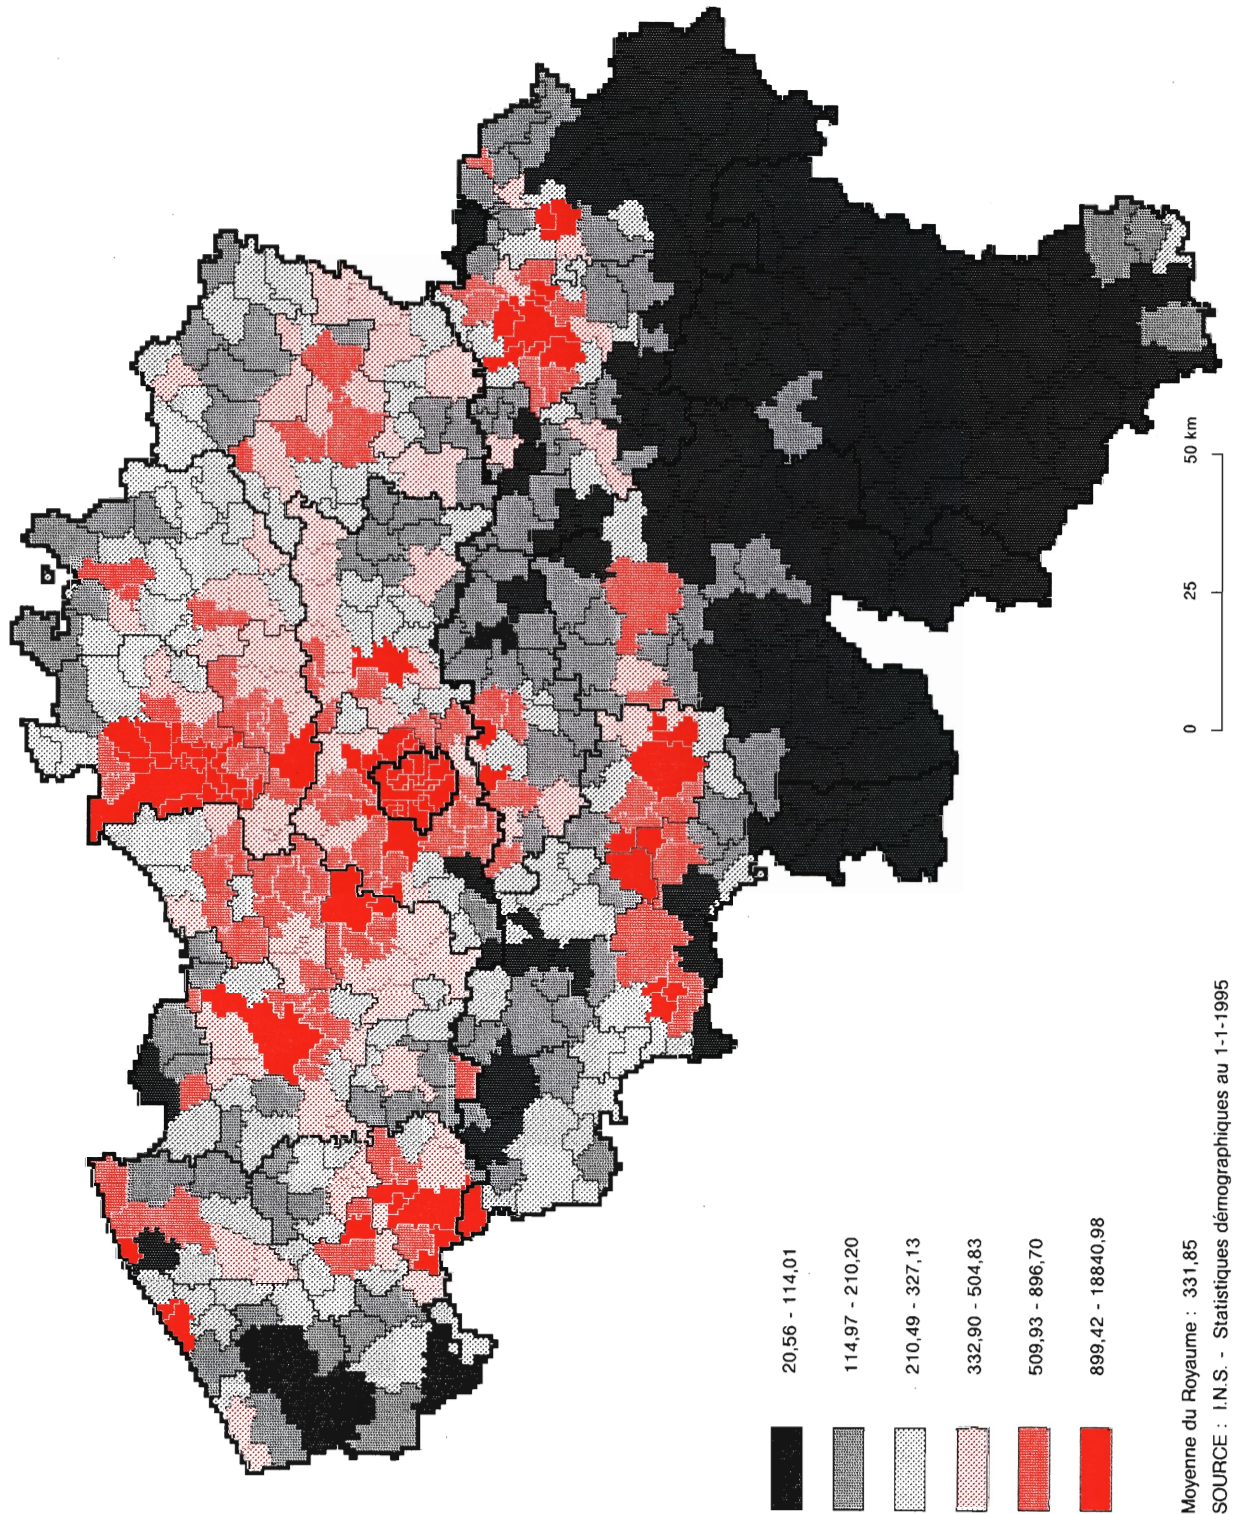 20,56 - 114,01
114,97 - 210,20
210,49 - 327,13
332,90 - 504,83
509,93 - 896,70
899,42 - 18840,98
0 25 50 km
Moyenne du Royaume : 331,85
SOURCE : I.N.S. - Statistiques démographiques au 1-1-1995